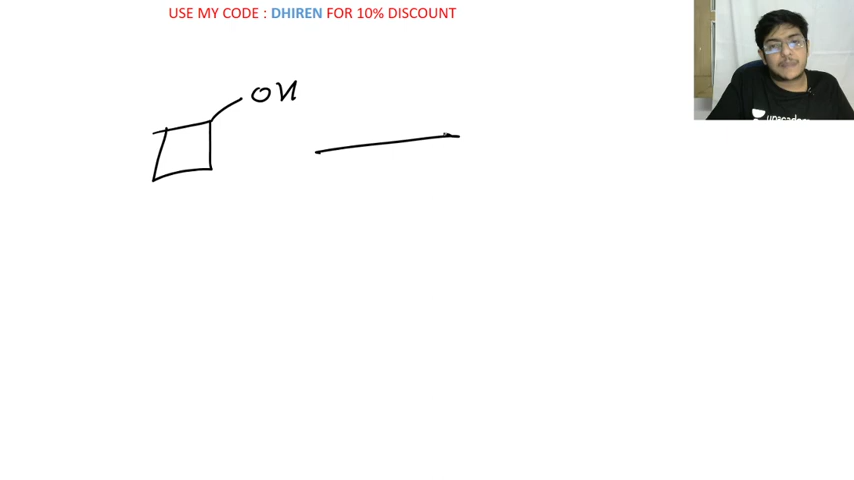 USE MY CODE : DHIREN FOR 10% DISCOUNT
OH